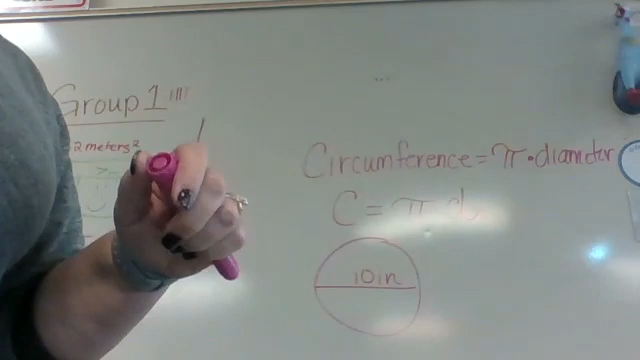 Group 1
2 meters²
Circumference = π · diameter
C = π d
10in